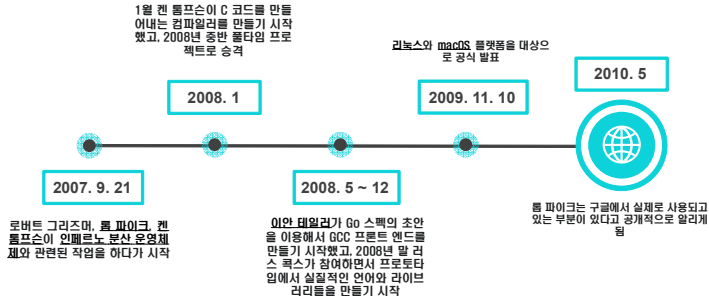 1월 켄 톰프슨이 C 코드를 만들
어내는 컴파일러를 만들기 시작
했고, 2008년 중반 풀타임 프로
젝트로 승격
2008. 1
리눅스와 macOS 플랫폼을 대상으
로 공식 발표
2009. 11. 10
2010. 5
2007. 9. 21
로버트 그리즈머, 롭 파이크, 켄
톰프슨이 인페르노 분산 운영체
제와 관련된 작업을 하다가 시작
2008. 5 ~ 12
이안 테일러가 Go 스펙의 초안
을 이용해서 GCC 프론트 엔드를
만들기 시작했고, 2008년 말 러
스 콕스가 참여하면서 프로토타
입에서 실질적인 언어와 라이브
러리들을 만들기 시작
롭 파이크는 구글에서 실제로 사용되고
있는 부분이 있다고 공개적으로 알리게
됨